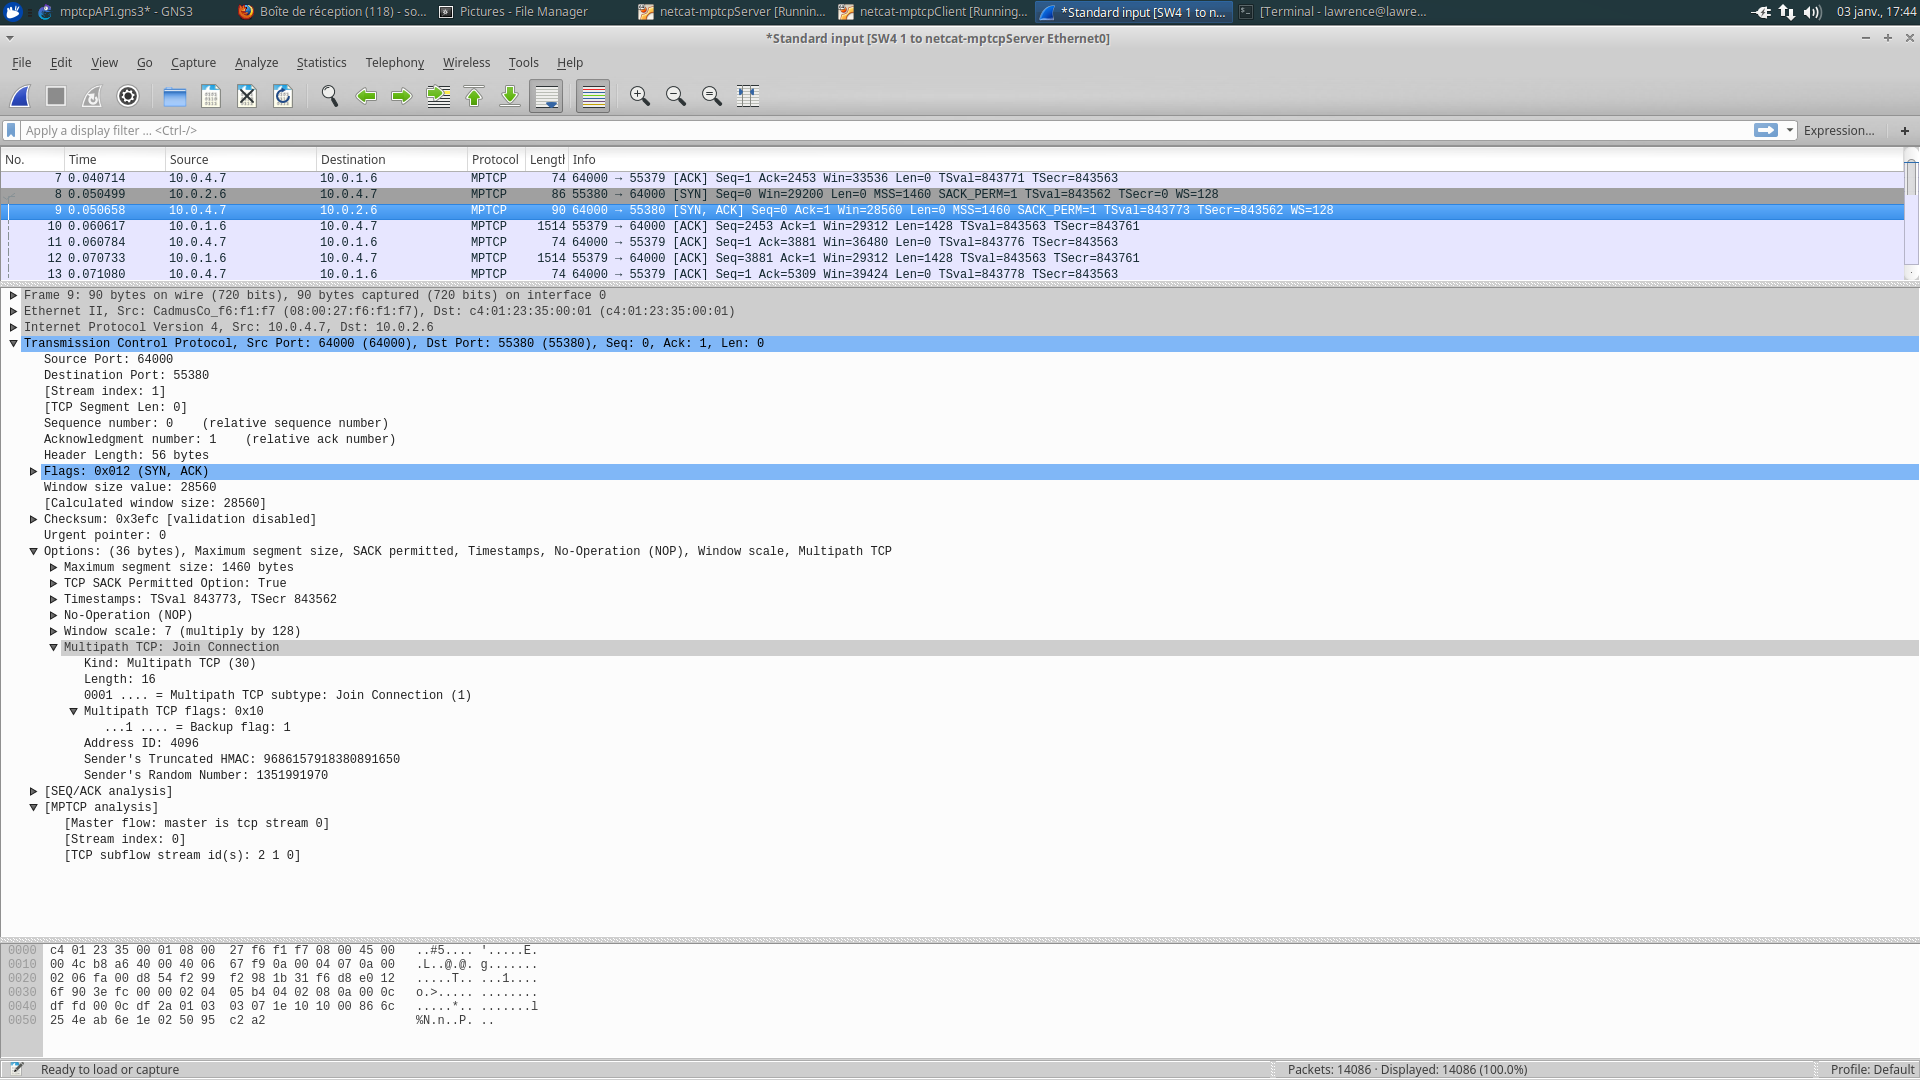 mptcpAPI.gns3* - GNS3
Boîte de réception (118) - so...
Pictures - File Manager
netcat-mptcpServer [Runnin...
netcat-mptcpClient [Running...
*Standard input [SW4 1 to n...
[Terminal - lawrence@lawre...
03 janv., 17:44
*Standard input [SW4 1 to netcat-mptcpServer Ethernet0]
File Edit View Go Capture Analyze Statistics Telephony Wireless Tools Help
Apply a display filter ... <Ctrl-/>
Expression...
No. Time Source Destination Protocol Length Info
7 0.040714 10.0.4.7 10.0.1.6 MPTCP 74 64000 → 55379 [ACK] Seq=1 Ack=2453 Win=33536 Len=0 TSval=843771 TSecr=843563
8 0.050499 10.0.2.6 10.0.4.7 MPTCP 86 55380 → 64000 [SYN] Seq=0 Win=29200 Len=0 MSS=1460 SACK_PERM=1 TSval=843562 TSecr=0 WS=128
9 0.050658 10.0.4.7 10.0.2.6 MPTCP 90 64000 → 55380 [SYN, ACK] Seq=0 Ack=1 Win=28560 Len=0 MSS=1460 SACK_PERM=1 TSval=843773 TSecr=843562 WS=128
10 0.060617 10.0.1.6 10.0.4.7 MPTCP 1514 55379 → 64000 [ACK] Seq=2453 Ack=1 Win=29312 Len=1428 TSval=843563 TSecr=843761
11 0.060784 10.0.4.7 10.0.1.6 MPTCP 74 64000 → 55379 [ACK] Seq=1 Ack=3881 Win=36480 Len=0 TSval=843776 TSecr=843563
12 0.070733 10.0.1.6 10.0.4.7 MPTCP 1514 55379 → 64000 [ACK] Seq=3881 Ack=1 Win=29312 Len=1428 TSval=843563 TSecr=843761
13 0.071080 10.0.4.7 10.0.1.6 MPTCP 74 64000 → 55379 [ACK] Seq=1 Ack=5309 Win=39424 Len=0 TSval=843778 TSecr=843563
Frame 9: 90 bytes on wire (720 bits), 90 bytes captured (720 bits) on interface 0
Ethernet II, Src: CadmusCo_f6:f1:f7 (08:00:27:f6:f1:f7), Dst: c4:01:23:35:00:01 (c4:01:23:35:00:01)
Internet Protocol Version 4, Src: 10.0.4.7, Dst: 10.0.2.6
Transmission Control Protocol, Src Port: 64000 (64000), Dst Port: 55380 (55380), Seq: 0, Ack: 1, Len: 0
Source Port: 64000
Destination Port: 55380
[Stream index: 1]
[TCP Segment Len: 0]
Sequence number: 0 (relative sequence number)
Acknowledgment number: 1 (relative ack number)
Header Length: 56 bytes
Flags: 0x012 (SYN, ACK)
Window size value: 28560
[Calculated window size: 28560]
Checksum: 0x3efc [validation disabled]
Urgent pointer: 0
Options: (36 bytes), Maximum segment size, SACK permitted, Timestamps, No-Operation (NOP), Window scale, Multipath TCP
Maximum segment size: 1460 bytes
TCP SACK Permitted Option: True
Timestamps: TSval 843773, TSecr 843562
No-Operation (NOP)
Window scale: 7 (multiply by 128)
Multipath TCP: Join Connection
Kind: Multipath TCP (30)
Length: 16
0001 .... = Multipath TCP subtype: Join Connection (1)
Multipath TCP flags: 0x10
...1 .... = Backup flag: 1
Address ID: 4096
Sender's Truncated HMAC: 9686157918380891650
Sender's Random Number: 1351991970
[SEQ/ACK analysis]
[MPTCP analysis]
[Master flow: master is tcp stream 0]
[Stream index: 0]
[TCP subflow stream id(s): 2 1 0]
0000 c4 01 23 35 00 01 08 00 27 f6 f1 f7 08 00 45 00 ..#5.... '.....E.
0010 00 4c b8 a6 40 00 40 06 67 f9 0a 00 04 07 0a 00 .L..@.@. g.......
0020 02 06 fa 00 d8 54 f2 99 f2 98 1b 31 f6 d8 e0 12 .....T.. ...1....
0030 6f 90 3e fc 00 00 02 04 05 b4 04 02 08 0a 00 0c o.>..... ........
0040 df fd 00 0c df 2a 01 03 03 07 1e 10 10 00 86 6c .....*.. .......l
0050 25 4e ab 6e 1e 02 50 95 c2 a2 %N.n..P. ..
Ready to load or capture
Packets: 14086 · Displayed: 14086 (100.0%)
Profile: Default